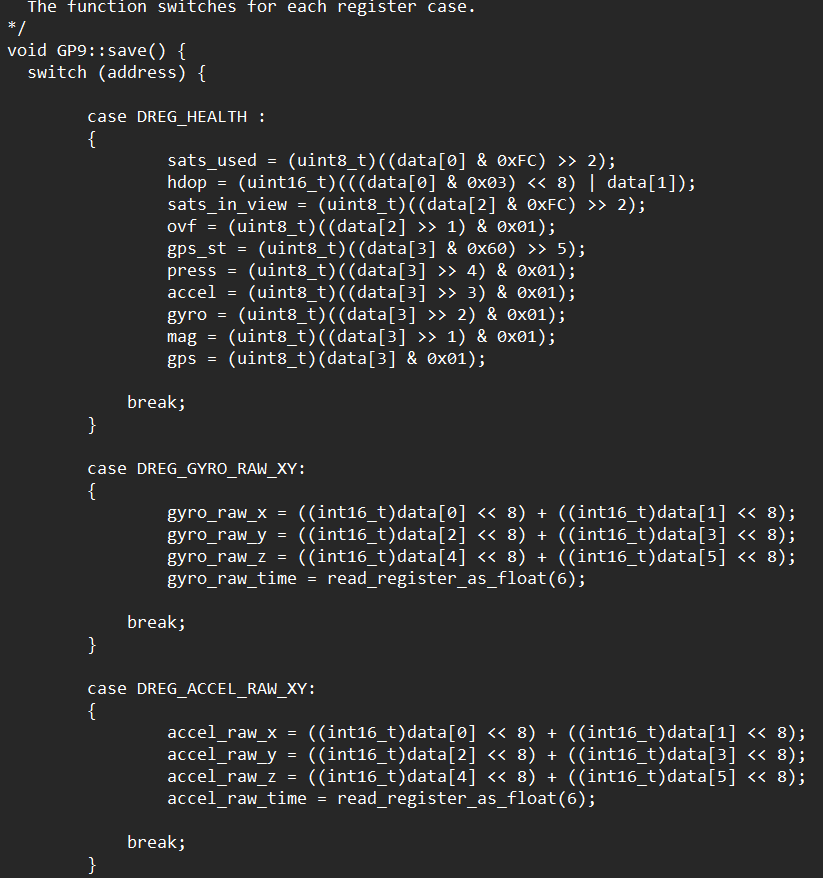 The function switches for each register case.
*/
void GP9::save() {
switch (address) {
case DREG_HEALTH :
{
sats_used = (uint8_t)((data[0] & 0xFC) >> 2);
hdop = (uint16_t)(((data[0] & 0x03) << 8) | data[1]);
sats_in_view = (uint8_t)((data[2] & 0xFC) >> 2);
ovf = (uint8_t)((data[2] >> 1) & 0x01);
gps_st = (uint8_t)((data[3] & 0x60) >> 5);
press = (uint8_t)((data[3] >> 4) & 0x01);
accel = (uint8_t)((data[3] >> 3) & 0x01);
gyro = (uint8_t)((data[3] >> 2) & 0x01);
mag = (uint8_t)((data[3] >> 1) & 0x01);
gps = (uint8_t)(data[3] & 0x01);
break;
}
case DREG_GYRO_RAW_XY:
{
gyro_raw_x = ((int16_t)data[0] << 8) + ((int16_t)data[1] << 8);
gyro_raw_y = ((int16_t)data[2] << 8) + ((int16_t)data[3] << 8);
gyro_raw_z = ((int16_t)data[4] << 8) + ((int16_t)data[5] << 8);
gyro_raw_time = read_register_as_float(6);
break;
}
case DREG_ACCEL_RAW_XY:
{
accel_raw_x = ((int16_t)data[0] << 8) + ((int16_t)data[1] << 8);
accel_raw_y = ((int16_t)data[2] << 8) + ((int16_t)data[3] << 8);
accel_raw_z = ((int16_t)data[4] << 8) + ((int16_t)data[5] << 8);
accel_raw_time = read_register_as_float(6);
break;
}